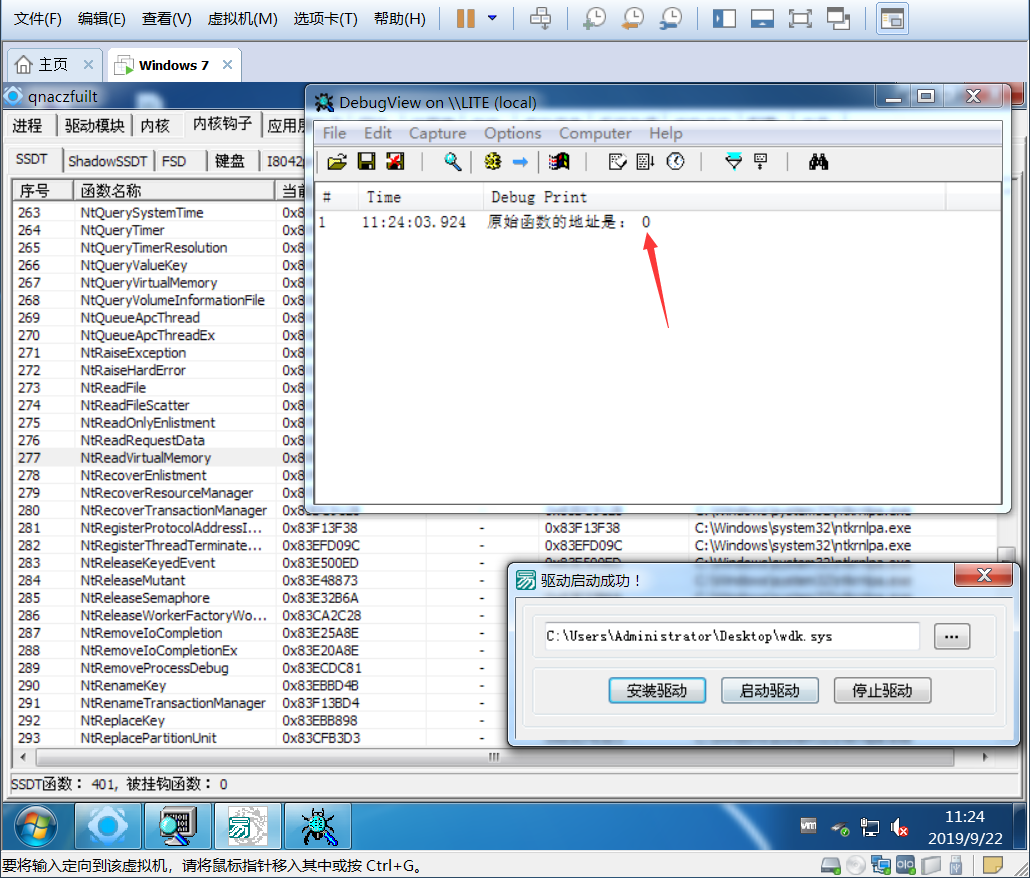 文件(F) 编辑(E) 查看(V) 虚拟机(M) 选项卡(T) 帮助(H)
主页 Windows 7
qnaczfuilt
进程 驱动模块 内核 内核钩子 应用
SSDT ShadowSSDT FSD 键盘 I8042
序号 函数名称 当前
263 NtQuerySystemTime 0x8
264 NtQueryTimer 0x8
265 NtQueryTimerResolution 0x8
266 NtQueryValueKey 0x8
267 NtQueryVirtualMemory 0x8
268 NtQueryVolumeInformationFile 0x8
269 NtQueueApcThread 0x8
270 NtQueueApcThreadEx 0x8
271 NtRaiseException 0x8
272 NtRaiseHardError 0x8
273 NtReadFile 0x8
274 NtReadFileScatter 0x8
275 NtReadOnlyEnlistment 0x8
276 NtReadRequestData 0x8
277 NtReadVirtualMemory 0x8
278 NtRecoverEnlistment 0x8
279 NtRecoverResourceManager 0x8
280 NtRecoverTransactionManager
281 NtRegisterProtocolAddressI... 0x83F13F38 - 0x83F13F38 C:\Windows\system32\ntkrnlpa.exe
282 NtRegisterThreadTerminate... 0x83EFD09C - 0x83EFD09C C:\Windows\system32\ntkrnlpa.exe
283 NtReleaseKeyedEvent 0x83E500ED -
284 NtReleaseMutant 0x83E48873 -
285 NtReleaseSemaphore 0x83E32B6A -
286 NtReleaseWorkerFactoryWo... 0x83CA2C28 -
287 NtRemoveIoCompletion 0x83E25A8E -
288 NtRemoveIoCompletionEx 0x83E20A8E -
289 NtRemoveProcessDebug 0x83ECDC81 -
290 NtRenameKey 0x83EBBD4B -
291 NtRenameTransactionManager 0x83F13BD4 -
292 NtReplaceKey 0x83EBB898 -
293 NtReplacePartitionUnit 0x83CFB3D3 -
SSDT函数： 401, 被挂钩函数： 0
DebugView on \\LITE (local)
File Edit Capture Options Computer Help
# Time Debug Print
1 11:24:03.924 原始函数的地址是： 0
驱动启动成功！
C:\Users\Administrator\Desktop\wdk.sys ...
安装驱动 启动驱动 停止驱动
11:24
2019/9/22
要将输入定向到该虚拟机，请将鼠标指针移入其中或按 Ctrl+G。